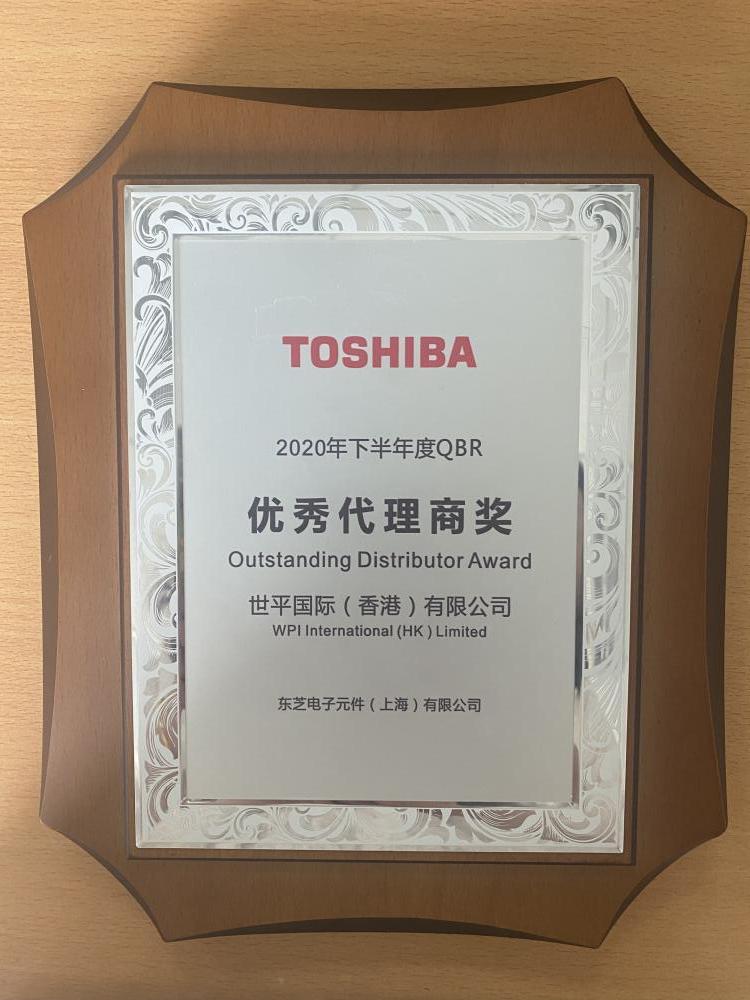 TOSHIBA
2020年下半年度QBR
优秀代理商奖
Outstanding Distributor Award
世平国际（香港）有限公司
WPI International (HK) Limited
东芝电子元件（上海）有限公司